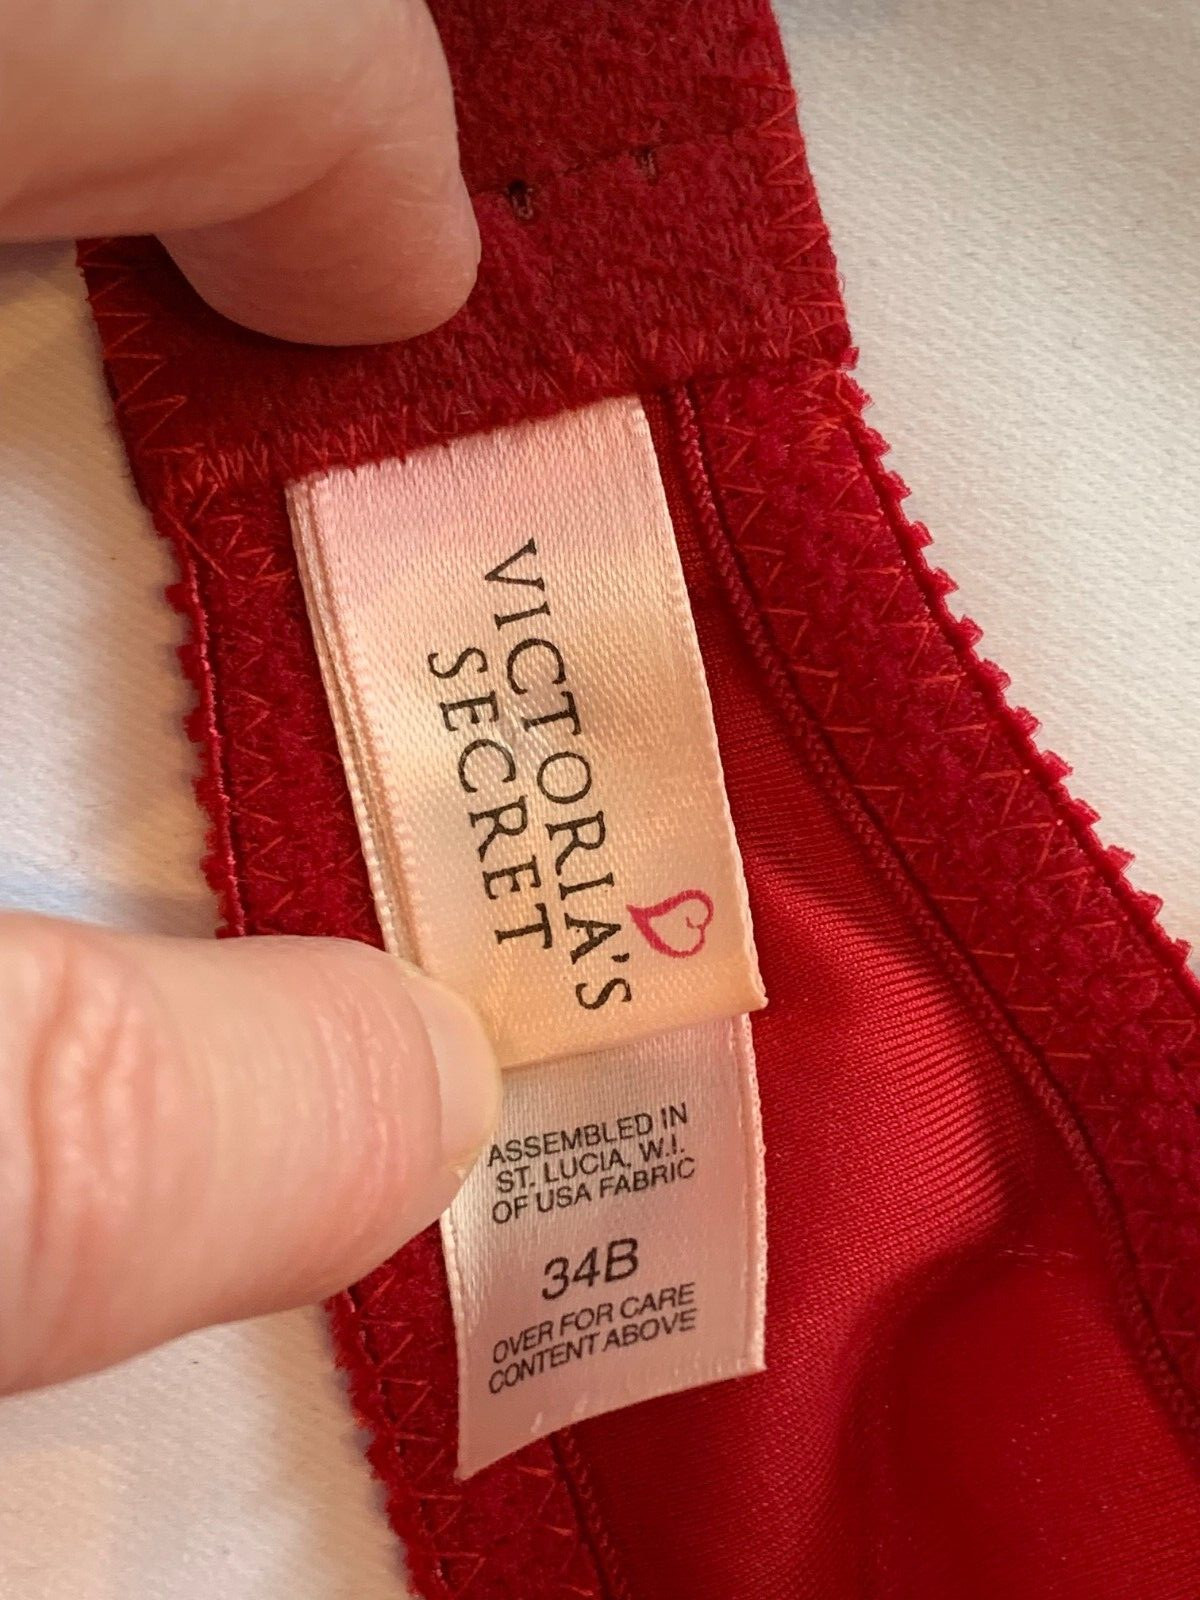 VICTORIA'S
SECRET
ASSEMBLED IN
ST. LUCIA, W.I.
OF USA FABRIC
34B
OVER FOR CARE
CONTENT ABOVE